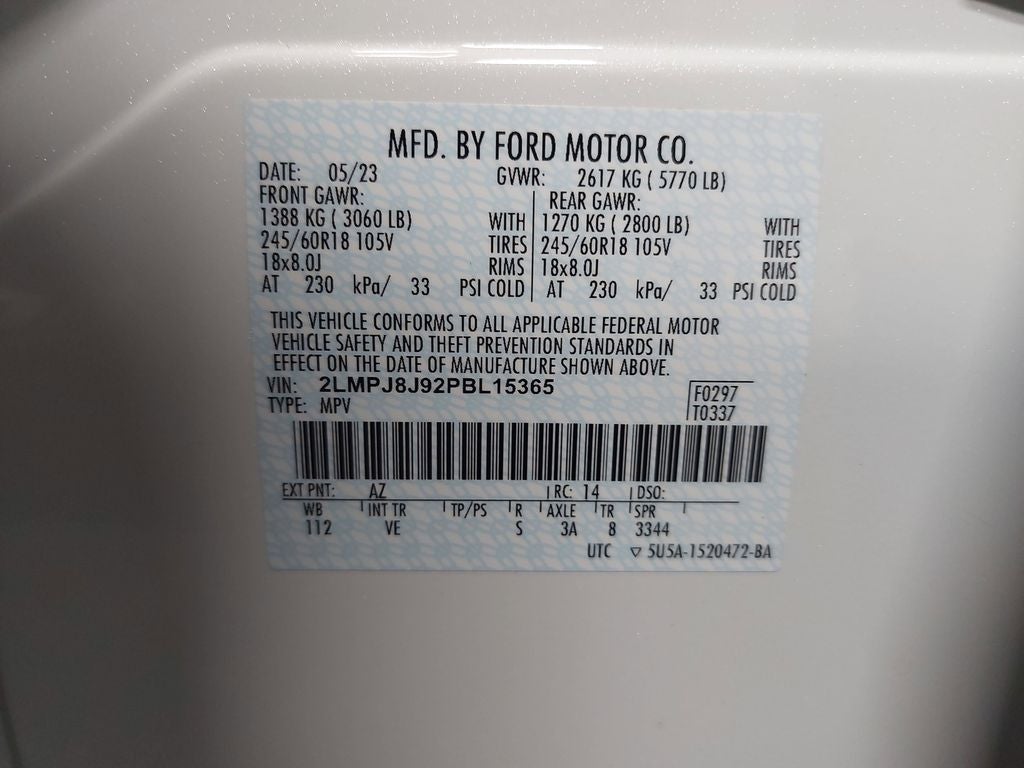 MFD. BY FORD MOTOR CO.
DATE: 05/23 GVWR: 2617 KG ( 5770 LB)
FRONT GAWR: REAR GAWR:
1388 KG ( 3060 LB) WITH 1270 KG ( 2800 LB) WITH
245/60R18 105V TIRES 245/60R18 105V TIRES
18x8.0J RIMS 18x8.0J RIMS
AT 230 kPa/ 33 PSI COLD AT 230 kPa/ 33 PSI COLD
THIS VEHICLE CONFORMS TO ALL APPLICABLE FEDERAL MOTOR
VEHICLE SAFETY AND THEFT PREVENTION STANDARDS IN
EFFECT ON THE DATE OF MANUFACTURE SHOWN ABOVE.
VIN: 2LMPJ8J92PBL15365 F0297
TYPE: MPV T0337
EXT PNT: AZ RC: 14 DSO:
WB INT TR TP/PS R AXLE TR SPR
112 VE S 3A 8 3344
UTC ▽ 5U5A-1520472-BA